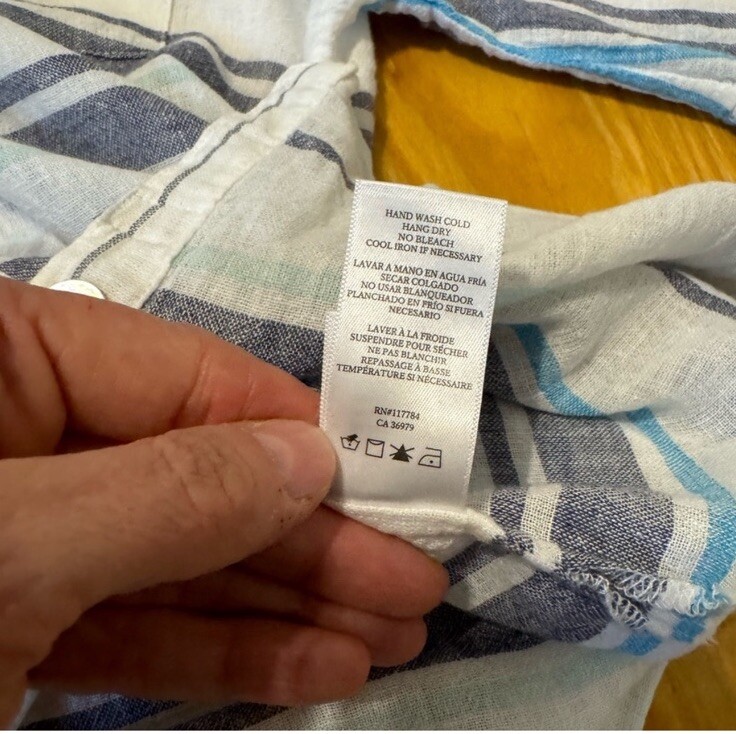 HAND WASH COLD
HANG DRY
NO BLEACH
COOL IRON IF NECESSARY
LAVAR A MANO EN AGUA FRÍA
SECAR COLGADO
NO USAR BLANQUEADOR
PLANCHADO EN FRÍO SI FUERA
NECESARIO
LAVER À LA FROIDE
SUSPENDRE POUR SÉCHER
NE PAS BLANCHIR
REPASSAGE À BASSE
TEMPÉRATURE SI NÉCESSAIRE
RN#117784
CA 36979